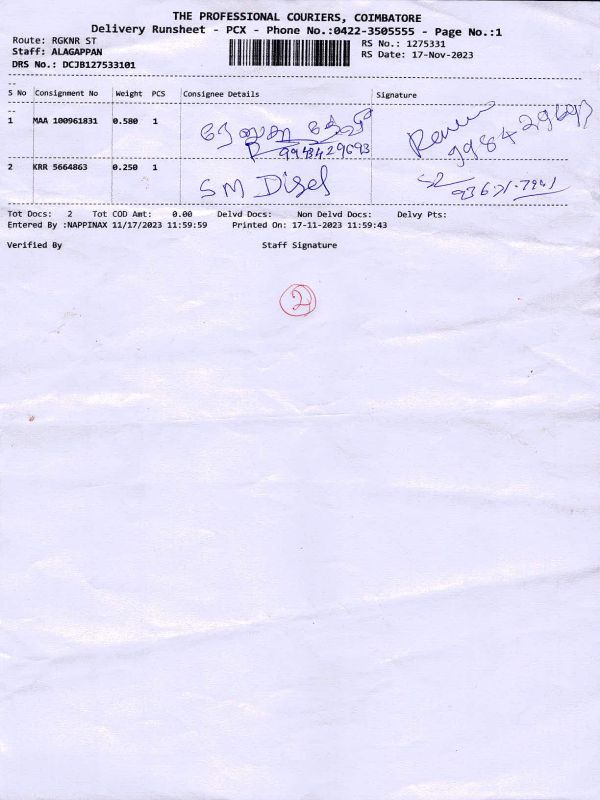 THE PROFESSIONAL COURIERS, COIMBATORE
Delivery Runsheet - PCX - Phone No.:0422-3505555 - Page No.:1
Route: RGKNR ST RS No.: 1275331
Staff: ALAGAPPAN RS Date: 17-Nov-2023
DRS No.: DCJB127533101
S No Consignment No Weight PCS Consignee Details Signature
1 MAA 100961831 0.580 1
2 KRR 5664863 0.250 1 SM Disel
Tot Docs: 2 Tot COD Amt: 0.00 Delvd Docs: Non Delvd Docs: Delvy Pts:
Entered By :NAPPINAX 11/17/2023 11:59:59 Printed On: 17-11-2023 11:59:43
Verified By Staff Signature
2